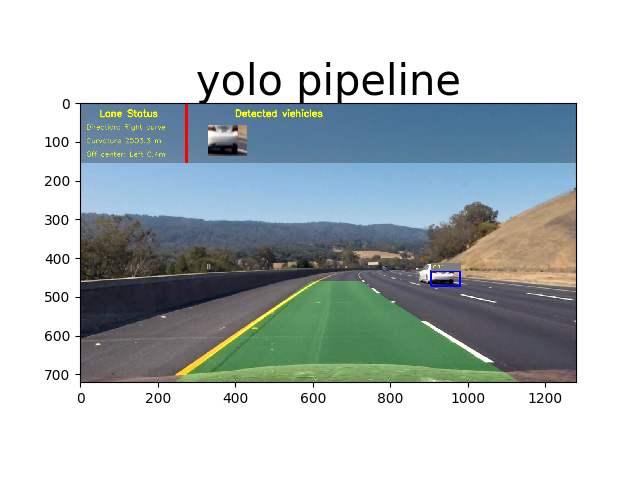 yolo pipeline
Lane Status
Detected viehicles
Direction: Right curve
Curvature: 2503.3 m
Off center: Left 0.4m
0
100
200
300
400
500
600
700
0 200 400 600 800 1000 1200